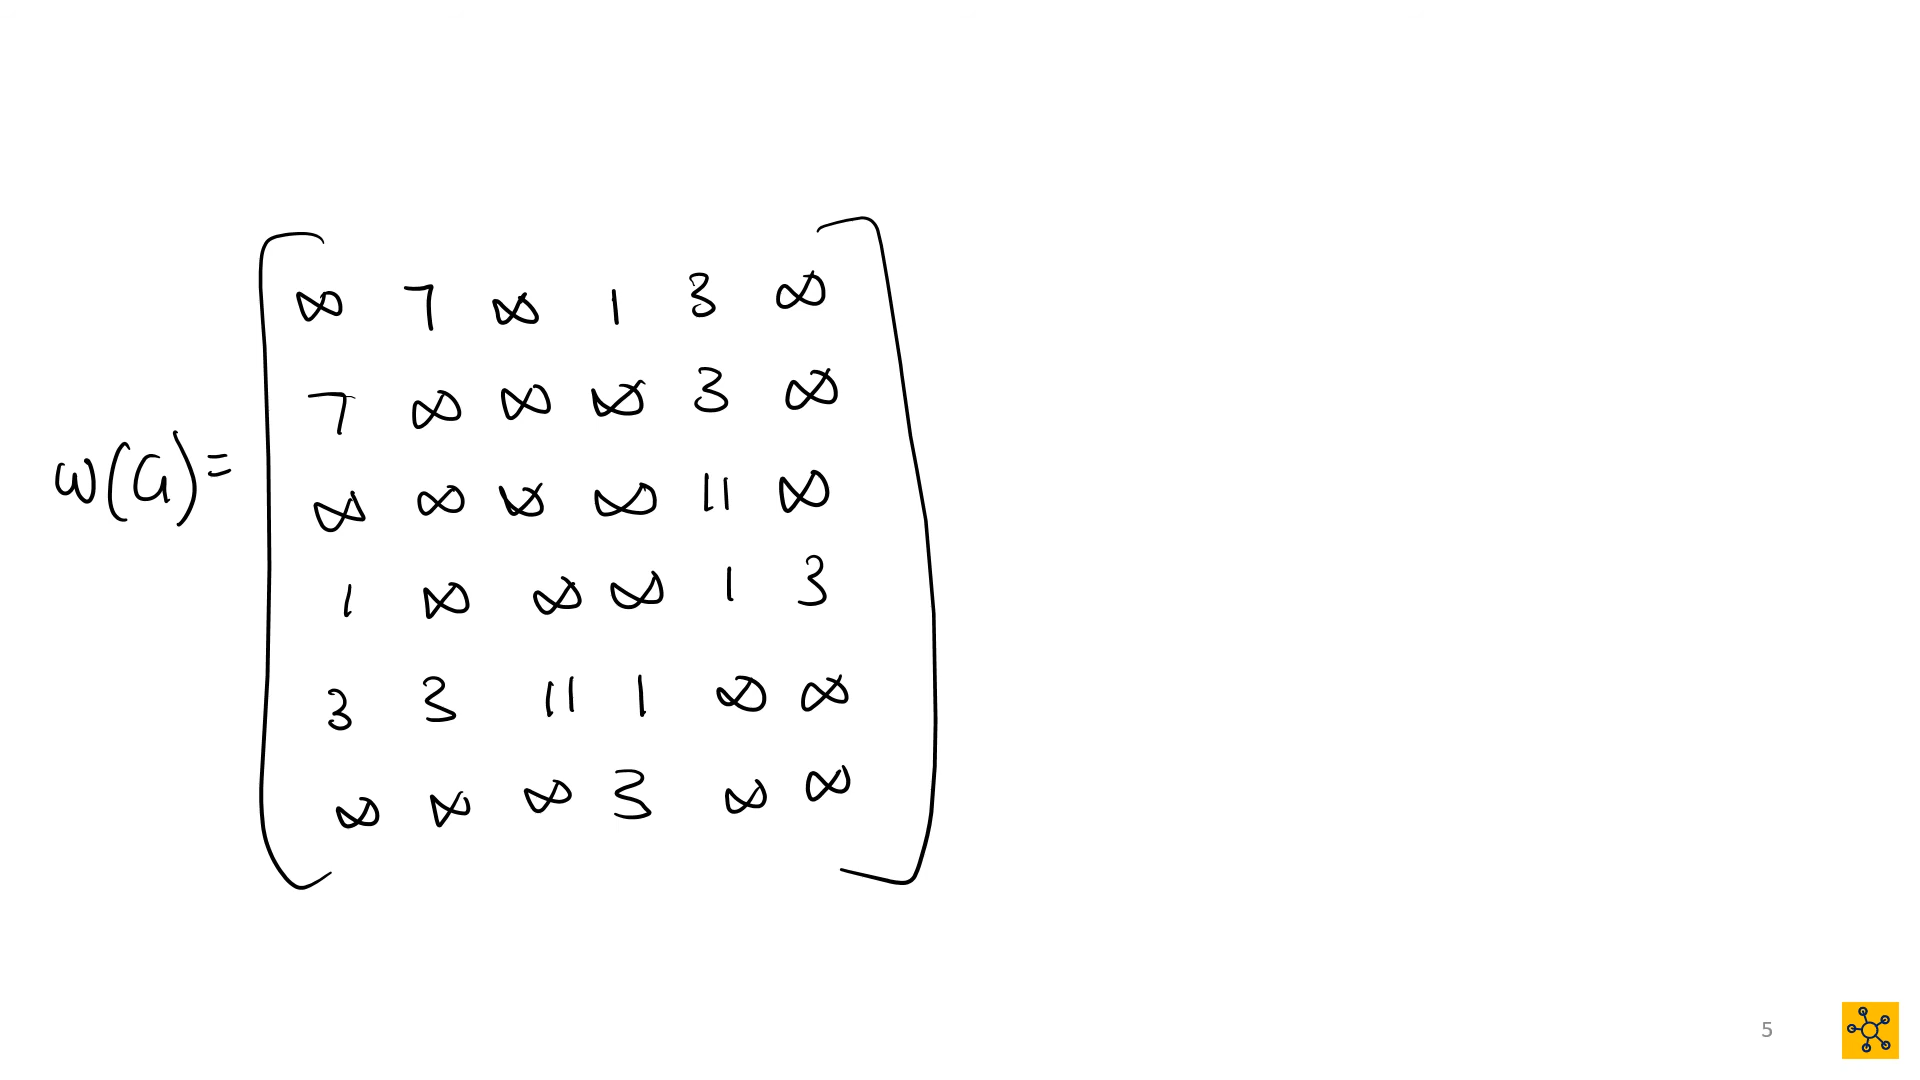 ∞ 7 ∞ 1 3 ∞
7 ∞ ∞ ∞ 3 ∞
W(G)= ∞ ∞ ∞ ∞ 11 ∞
1 ∞ ∞ ∞ 1 3
3 3 11 1 ∞ ∞
∞ ∞ ∞ 3 ∞ ∞
5